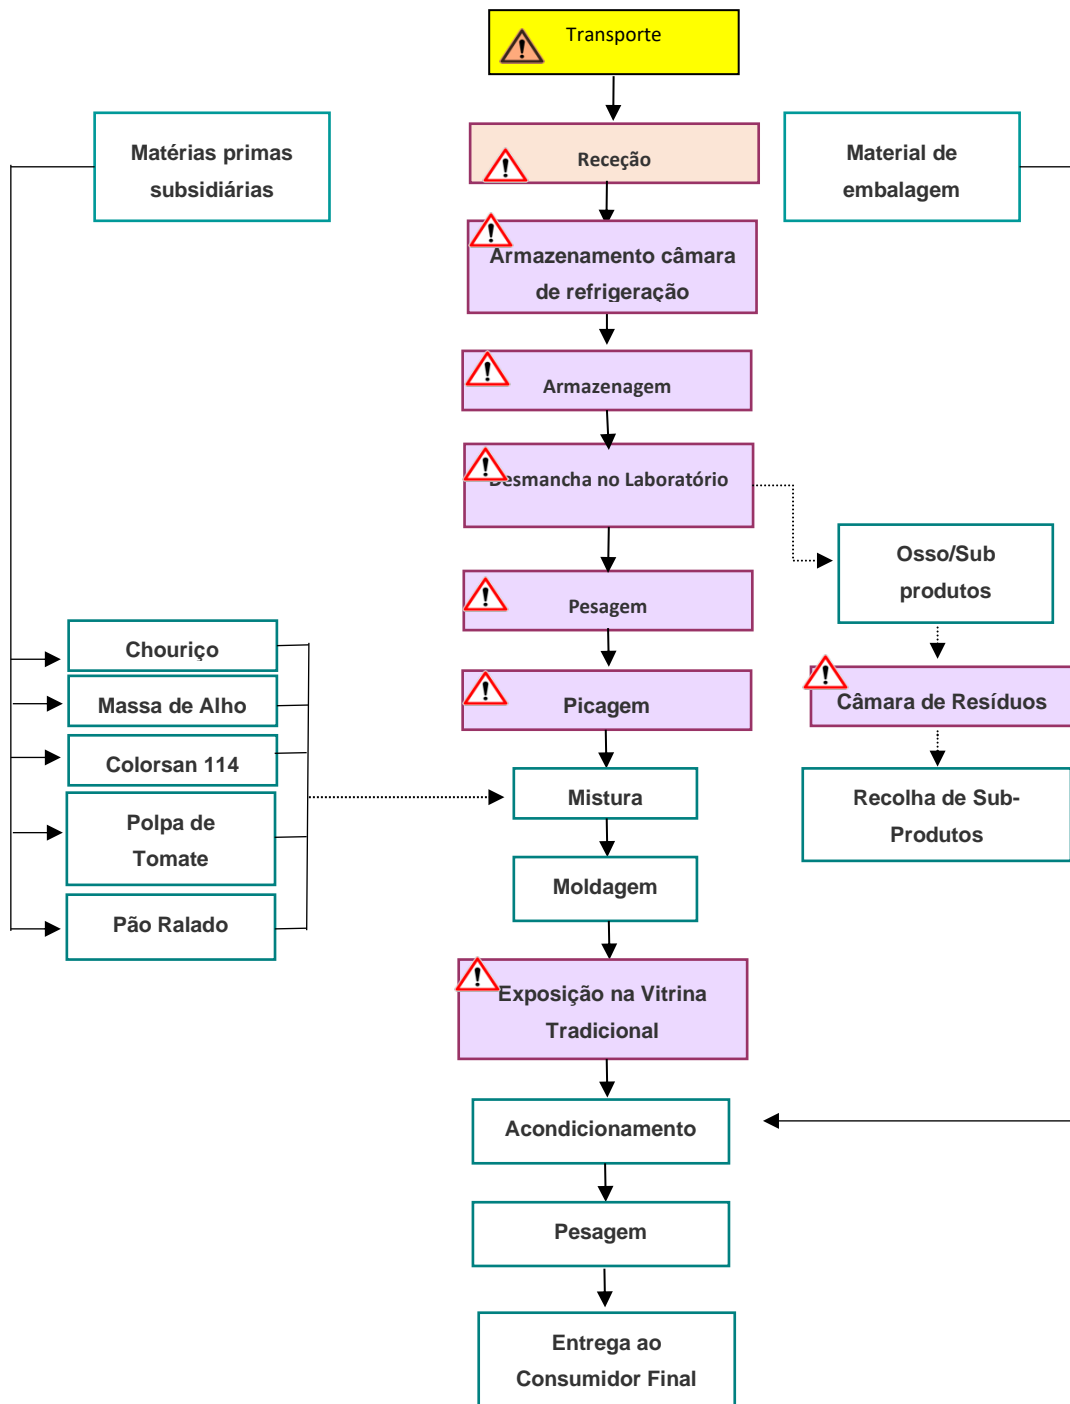 Transporte
Matérias primas
subsidiárias
Receção
Material de
embalagem
Armazenamento câmara
de refrigeração
Armazenagem
Desmancha no Laboratório
Osso/Sub
produtos
Pesagem
Chouriço
Massa de Alho
Colorsan 114
Polpa de
Tomate
Pão Ralado
Picagem
Câmara de Resíduos
Mistura
Recolha de Sub-
Produtos
Moldagem
Exposição na Vitrina
Tradicional
Acondicionamento
Pesagem
Entrega ao
Consumidor Final